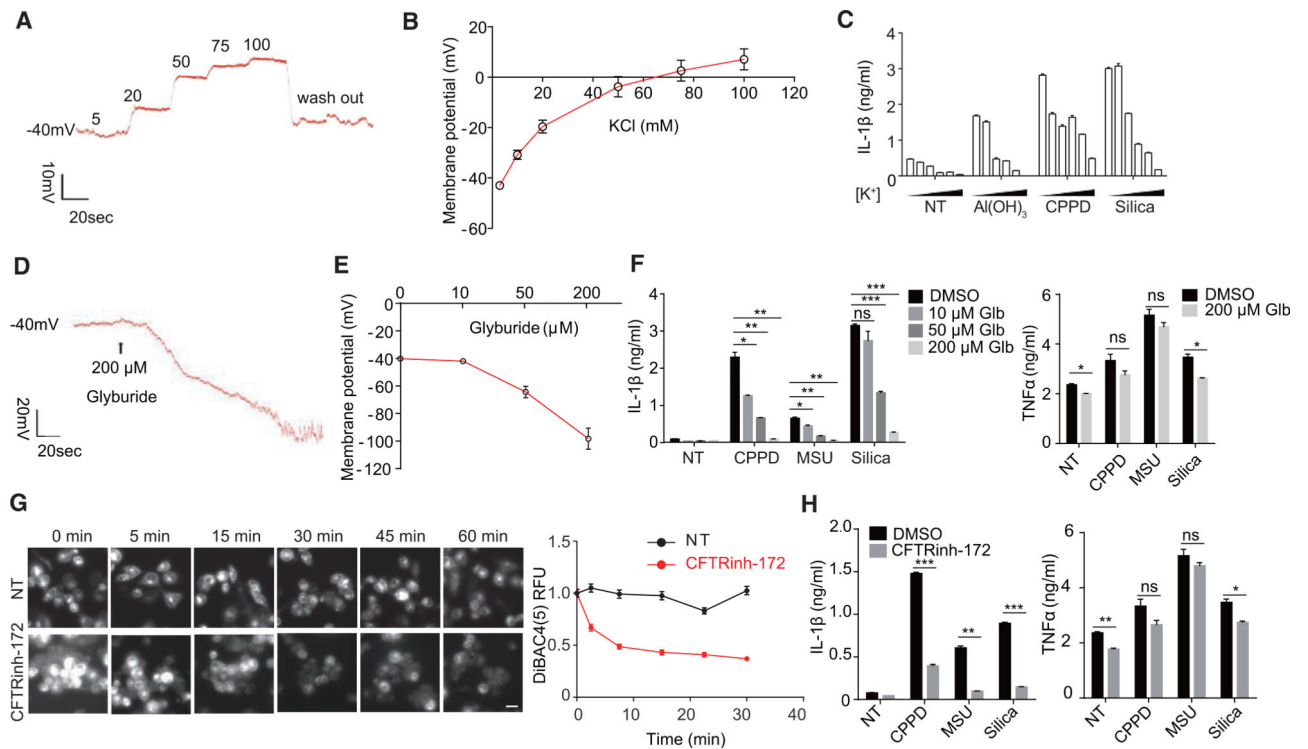 A
5
20
50
75
100
wash out
-40mV
10mV
20sec
B
Membrane potential (mV)
20
0
-20
-40
-60
20
40
60
80
100
120
KCl (mM)
C
IL-1β (ng/ml)
4
3
2
1
0
[K⁺]
NT
Al(OH)₃
CPPD
Silica
D
-40mV
200 μM
Glyburide
20mV
20sec
E
Membrane potential (mV)
0
-20
-40
-60
-80
-100
-120
0
10
50
200
Glyburide (μM)
F
IL-1β (ng/ml)
4
3
2
1
0
*
**
**
*
**
**
ns
***
***
DMSO
10 μM Glb
50 μM Glb
200 μM Glb
NT
CPPD
MSU
Silica
TNFα (ng/ml)
6
4
2
0
*
ns
ns
*
DMSO
200 μM Glb
NT
CPPD
MSU
Silica
G
0 min
5 min
15 min
30 min
45 min
60 min
NT
CFTRinh-172
DiBAC4(5) RFU
1.5
1.0
0.5
0
0
10
20
30
40
Time (min)
NT
CFTRinh-172
H
IL-1β (ng/ml)
2.0
1.5
1.0
0.5
0.0
DMSO
CFTRinh-172
***
**
***
NT
CPPD
MSU
Silica
TNFα (ng/ml)
6
4
2
0
**
ns
ns
*
NT
CPPD
MSU
Silica